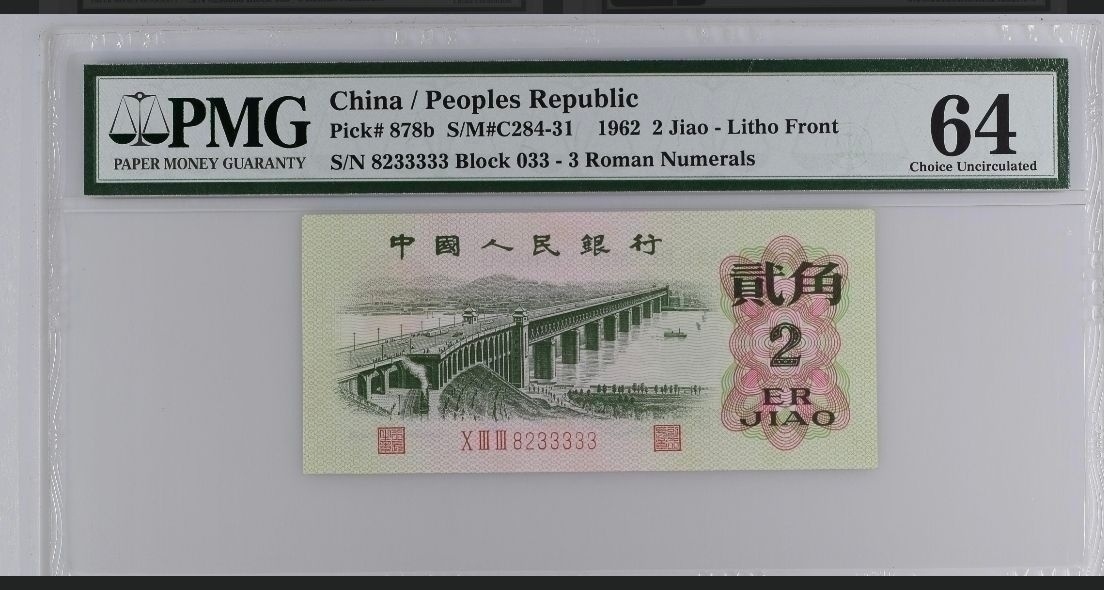 PMG
PAPER MONEY GUARANTY
China / Peoples Republic
Pick# 878b S/M#C284-31 1962 2 Jiao - Litho Front
S/N 8233333 Block 033 - 3 Roman Numerals
64
Choice Uncirculated
中國人民銀行
貳角
2
ER
JIAO
X III III 8233333